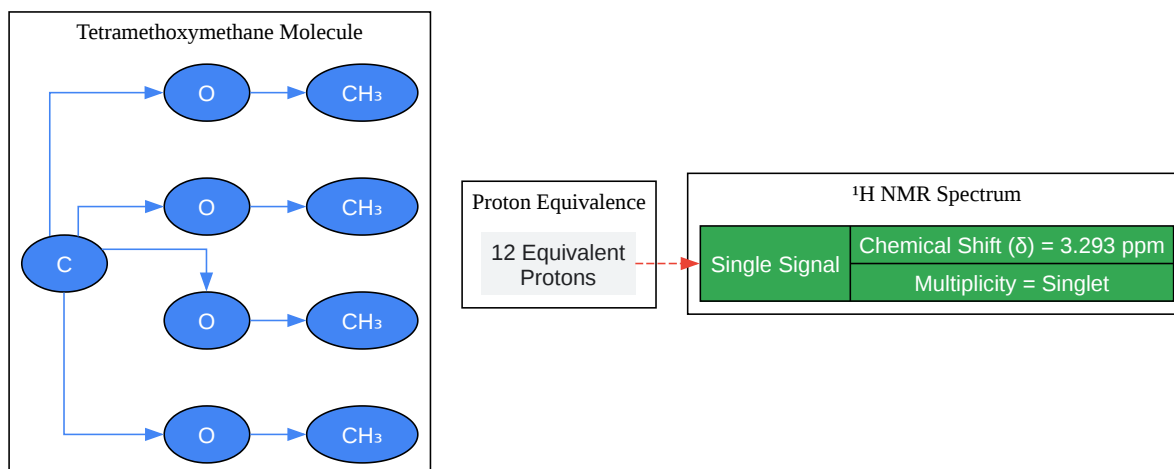 Tetramethoxymethane Molecule
O
CH₃
O
CH₃
C
O
CH₃
O
CH₃
Proton Equivalence
12 Equivalent
Protons
¹H NMR Spectrum
Single Signal
Chemical Shift (δ) = 3.293 ppm
Multiplicity = Singlet